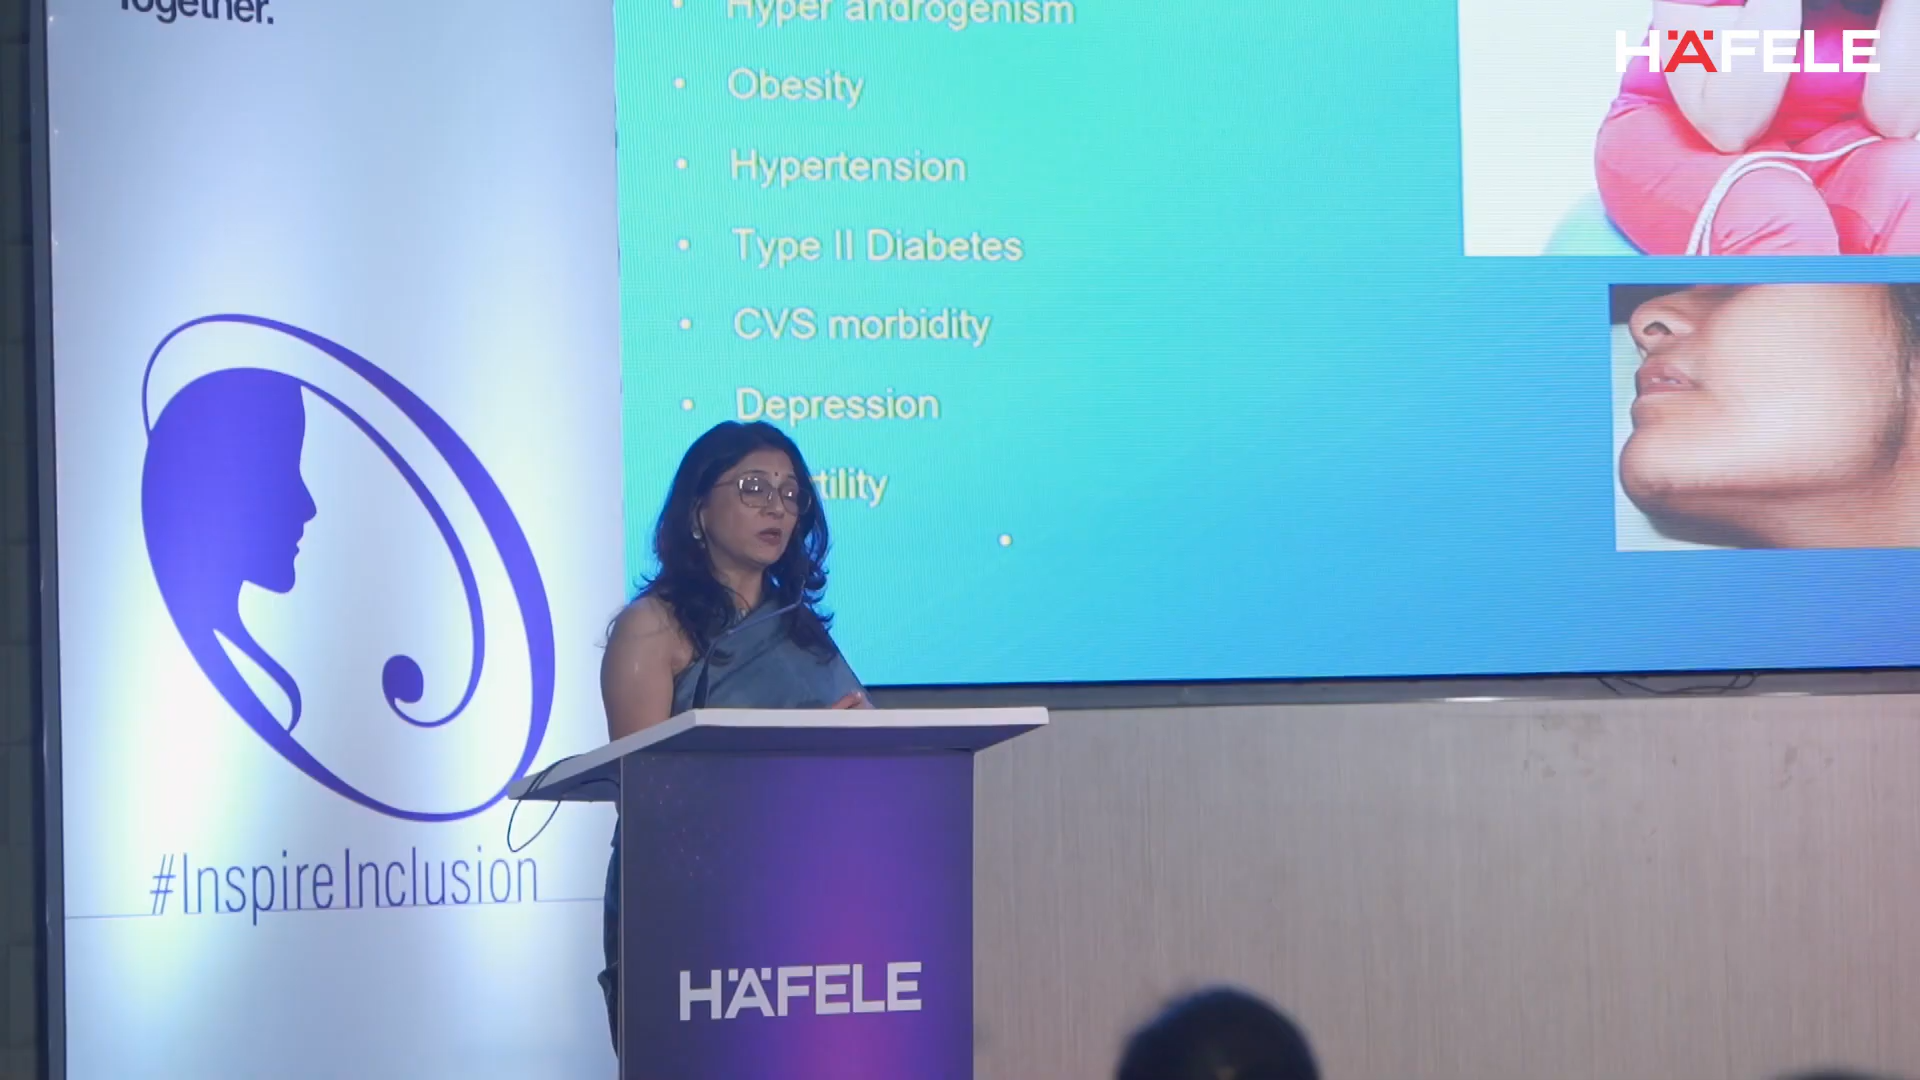 Together.
Hyper androgenism
HÄFELE
• Obesity
• Hypertension
• Type II Diabetes
• CVS morbidity
• Depression
tility
#InspireInclusion
HÄFELE